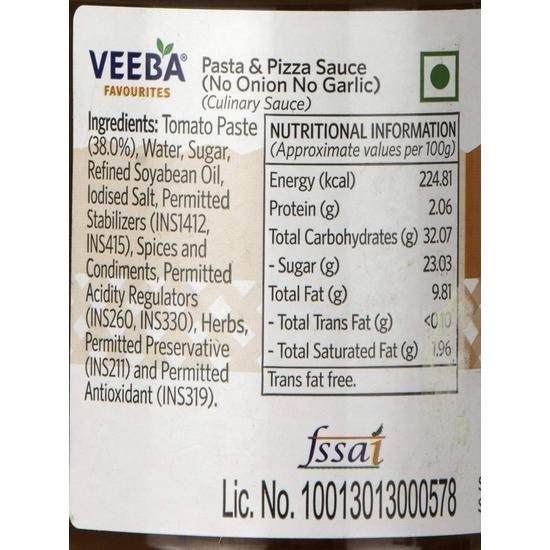 VEEBA®
FAVOURITES
Pasta & Pizza Sauce
(No Onion No Garlic)
(Culinary Sauce)
Ingredients: Tomato Paste
(38.0%), Water, Sugar,
Refined Soyabean Oil,
Iodised Salt, Permitted
Stabilizers (INS1412,
INS415), Spices and
Condiments, Permitted
Acidity Regulators
(INS260, INS330), Herbs,
Permitted Preservative
(INS211) and Permitted
Antioxidant (INS319).
NUTRITIONAL INFORMATION
(Approximate values per 100g)
Energy (kcal) 224.81
Protein (g) 2.06
Total Carbohydrates (g) 32.07
- Sugar (g) 23.03
Total Fat (g) 9.81
- Total Trans Fat (g) <0.10
- Total Saturated Fat (g) 1.96
Trans fat free.
fssai
Lic. No. 10013013000578